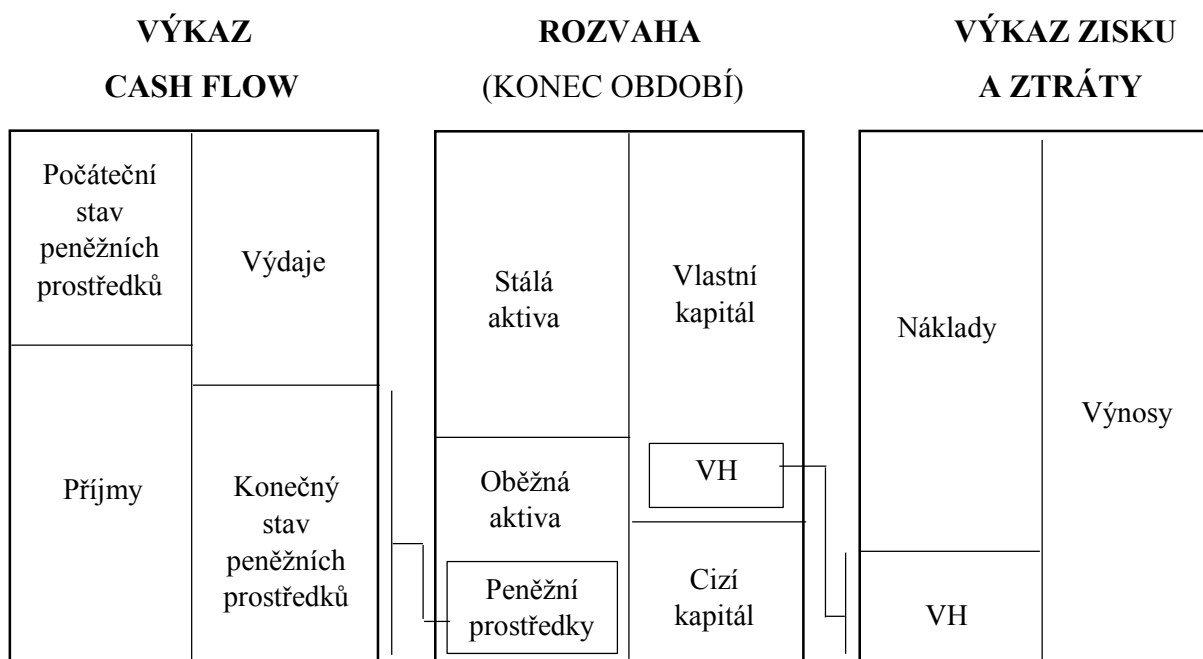 VÝKAZ
CASH FLOW
ROZVAHA
(KONEC OBDOBÍ)
VÝKAZ ZISKU
A ZTRÁTY
Počáteční
stav
peněžních
prostředků
Výdaje
Příjmy
Konečný
stav
peněžních
prostředků
Stálá
aktiva
Vlastní
kapitál
VH
Oběžná
aktiva
Peněžní
prostředky
Cizí
kapitál
Náklady
Výnosy
VH